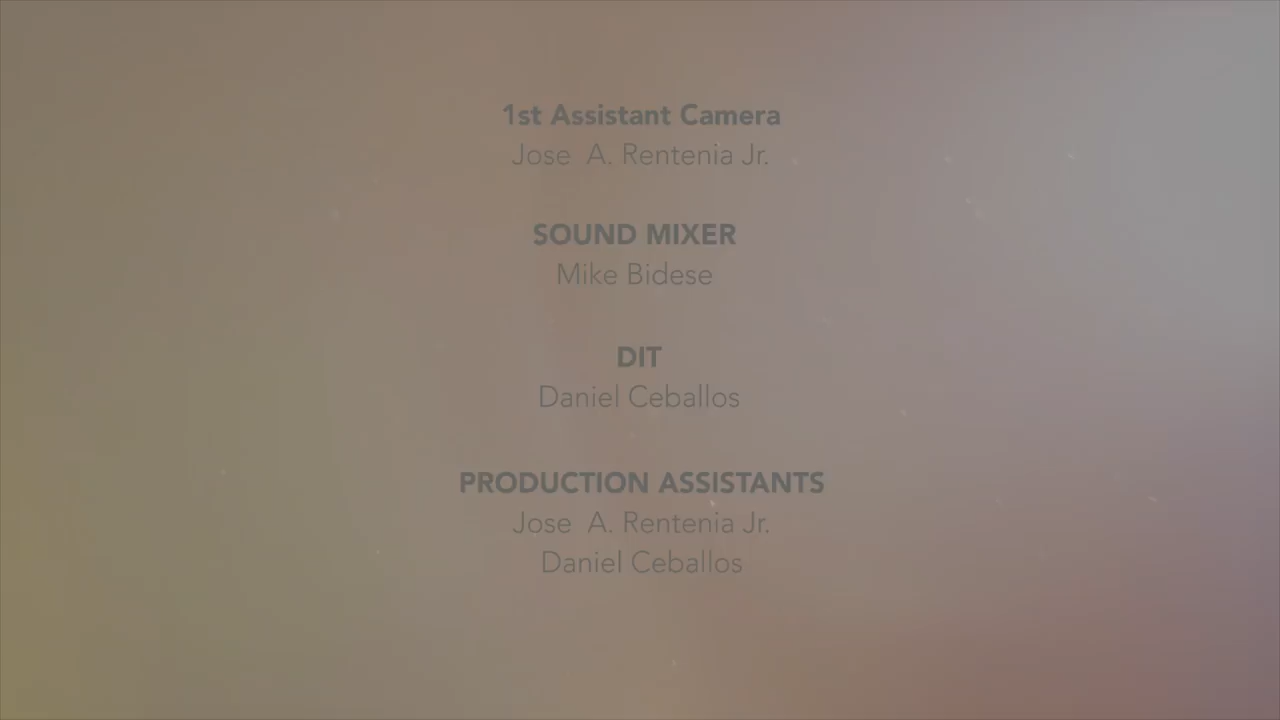 1st Assistant Camera
Jose A. Rentenia Jr.
SOUND MIXER
Mike Bidese
DIT
Daniel Ceballos
PRODUCTION ASSISTANTS
Jose A. Rentenia Jr.
Daniel Ceballos